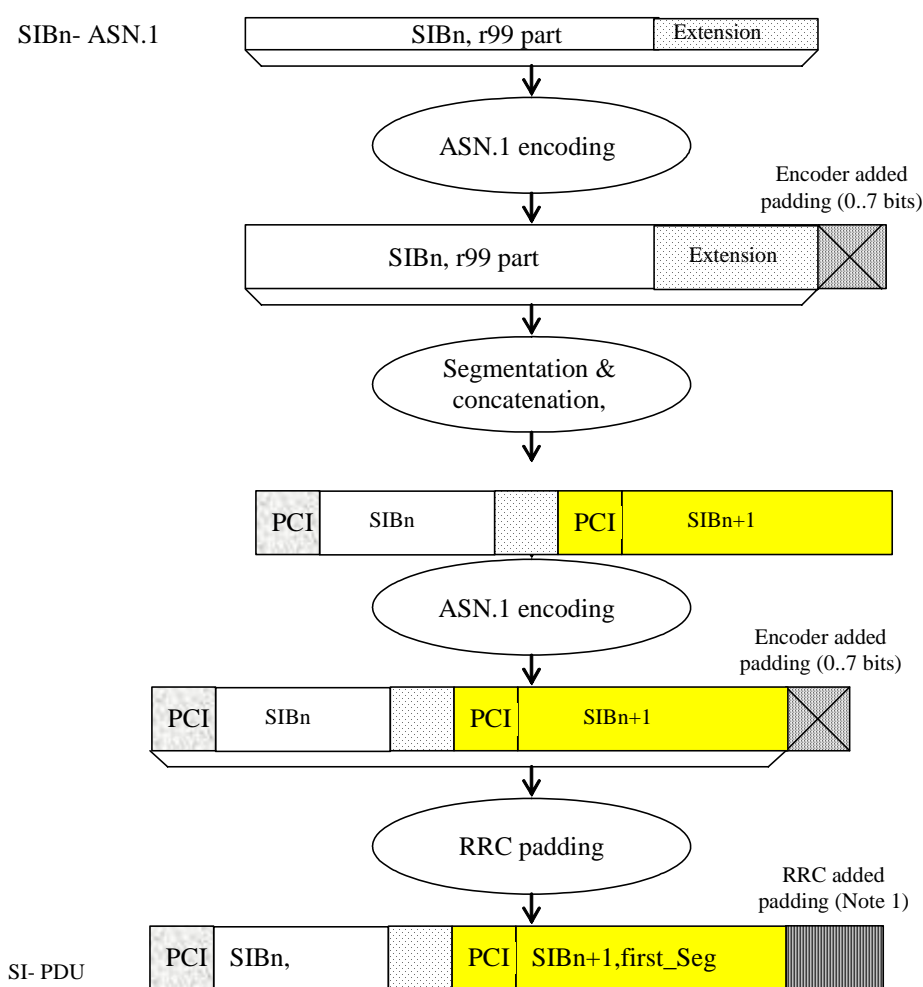 SIBn- ASN.1
SIBn, r99 part
Extension
ASN.1 encoding
Encoder added
padding (0..7 bits)
SIBn, r99 part
Extension
Segmentation &
concatenation,
PCI
SIBn
PCI
SIBn+1
ASN.1 encoding
Encoder added
padding (0..7 bits)
PCI
SIBn
PCI
SIBn+1
RRC padding
RRC added
padding (Note 1)
SI- PDU
PCI
SIBn,
PCI
SIBn+1,first_Seg